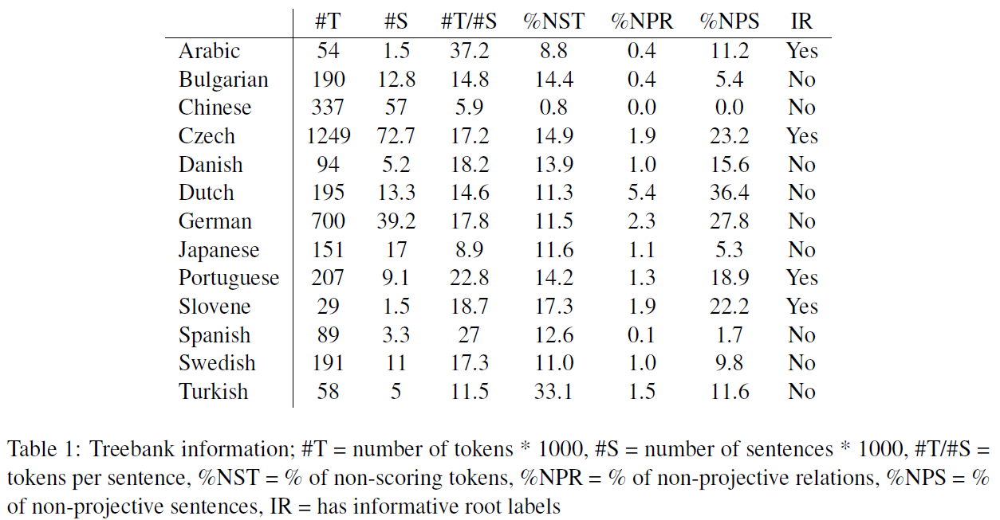 #T #S #T/#S %NST %NPR %NPS IR
Arabic 54 1.5 37.2 8.8 0.4 11.2 Yes
Bulgarian 190 12.8 14.8 14.4 0.4 5.4 No
Chinese 337 57 5.9 0.8 0.0 0.0 No
Czech 1249 72.7 17.2 14.9 1.9 23.2 Yes
Danish 94 5.2 18.2 13.9 1.0 15.6 No
Dutch 195 13.3 14.6 11.3 5.4 36.4 No
German 700 39.2 17.8 11.5 2.3 27.8 No
Japanese 151 17 8.9 11.6 1.1 5.3 No
Portuguese 207 9.1 22.8 14.2 1.3 18.9 Yes
Slovene 29 1.5 18.7 17.3 1.9 22.2 Yes
Spanish 89 3.3 27 12.6 0.1 1.7 No
Swedish 191 11 17.3 11.0 1.0 9.8 No
Turkish 58 5 11.5 33.1 1.5 11.6 No
Table 1: Treebank information; #T = number of tokens * 1000, #S = number of sentences * 1000, #T/#S =
tokens per sentence, %NST = % of non-scoring tokens, %NPR = % of non-projective relations, %NPS = %
of non-projective sentences, IR = has informative root labels